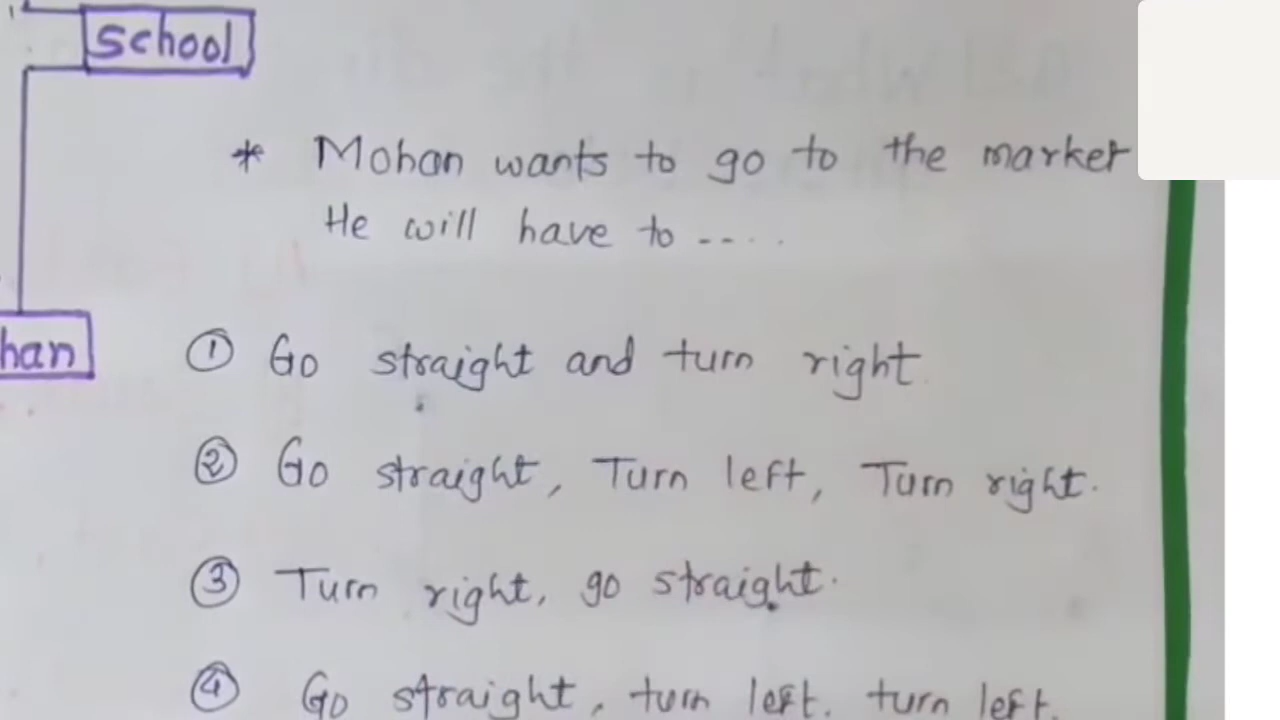 School
* Mohan wants to go to the market
He will have to -----
han
① Go straight and turn right
② Go straight, Turn left, Turn right.
③ Turn right, go straight.
④ Go straight, turn left. turn left.